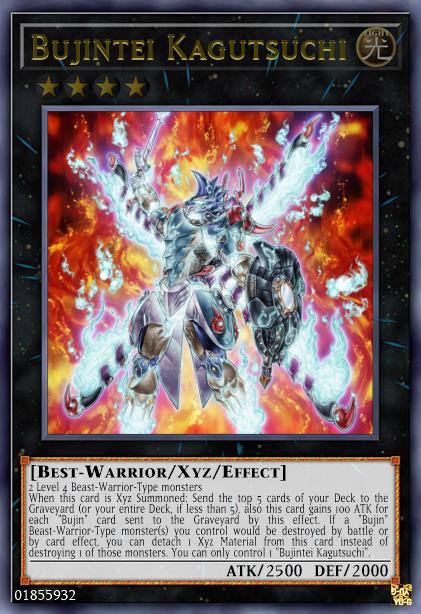 Bujintei Kagutsuchi
LIGHT
光
[Best-Warrior/Xyz/Effect]
2 Level 4 Beast-Warrior-Type monsters
When this card is Xyz Summoned: Send the top 5 cards of your Deck to the
Graveyard (or your entire Deck, if less than 5), also this card gains 100 ATK for
each "Bujin" card sent to the Graveyard by this effect. If a "Bujin"
Beast-Warrior-Type monster(s) you control would be destroyed by battle or
by card effect, you can detach 1 Xyz Material from this card instead of
destroying 1 of those monsters. You can only control 1 "Bujintei Kagutsuchi".
ATK/2500 DEF/2000
01855932